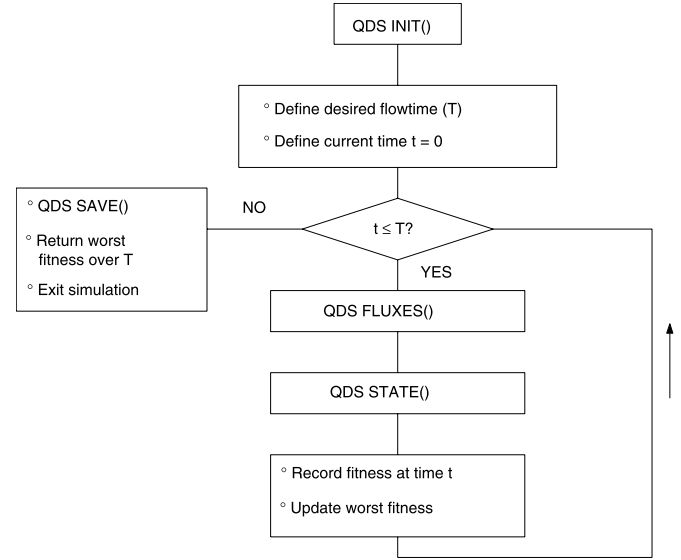 QDS INIT()
° Define desired flowtime (T)
° Define current time t = 0
t ≤ T?
NO
° QDS SAVE()
° Return worst
fitness over T
° Exit simulation
YES
QDS FLUXES()
QDS STATE()
° Record fitness at time t
° Update worst fitness